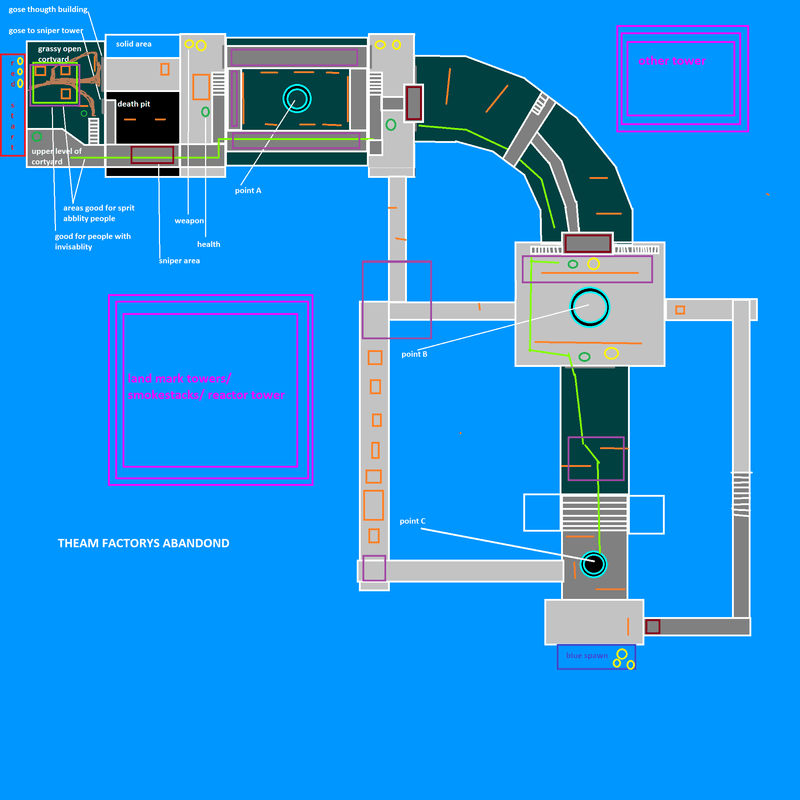 gose thougth building
gose to sniper tower
grassy open
cortyard
solid area
other tower
red start
death pit
upper level of
cortyard
point A
areas good for sprit
abblity people
weapon
good for people with
invisablity
health
sniper area
point B
land mark towers/
smokestacks/ reactor tower
point C
THEAM FACTORYS ABANDOND
blue spawn